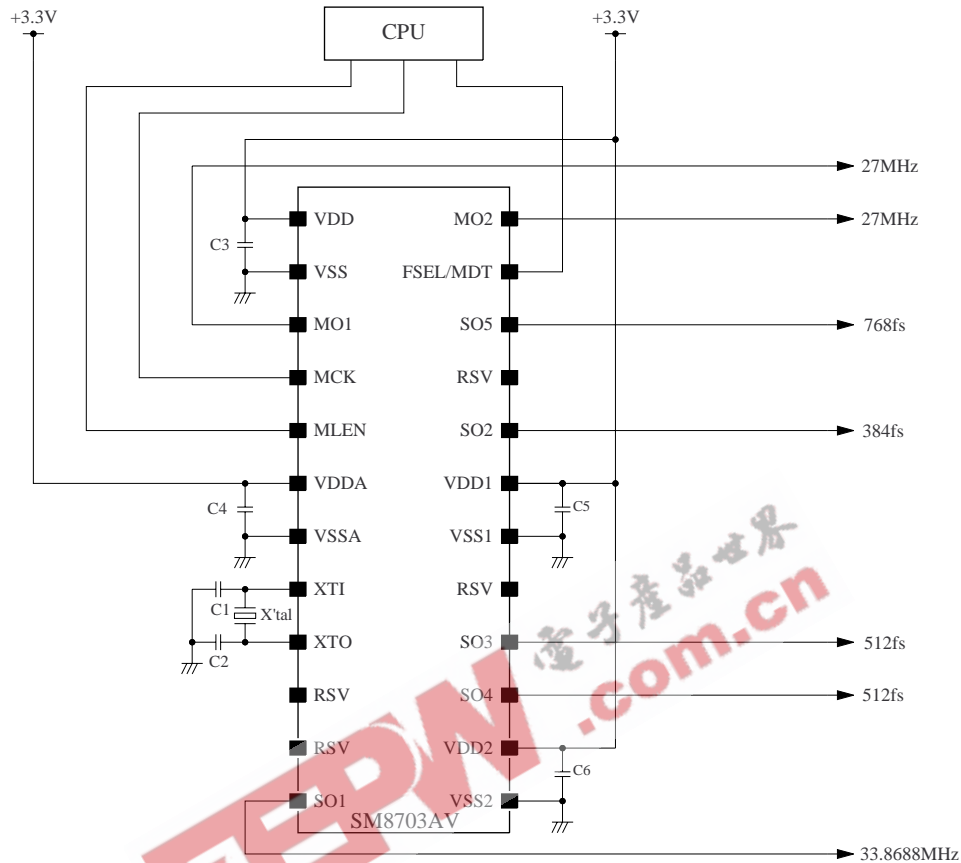 +3.3V
CPU
+3.3V
27MHz
VDD
MO2
27MHz
C3
VSS
FSEL/MDT
MO1
SO5
768fs
MCK
RSV
MLEN
SO2
384fs
VDDA
VDD1
C4
C5
VSSA
VSS1
XTI
RSV
C1
X'tal
XTO
SO3
512fs
C2
RSV
SO4
512fs
RSV
VDD2
C6
SO1
VSS2
SM8703AV
33.8688MHz
電子產品世界
EEPW.com.cn